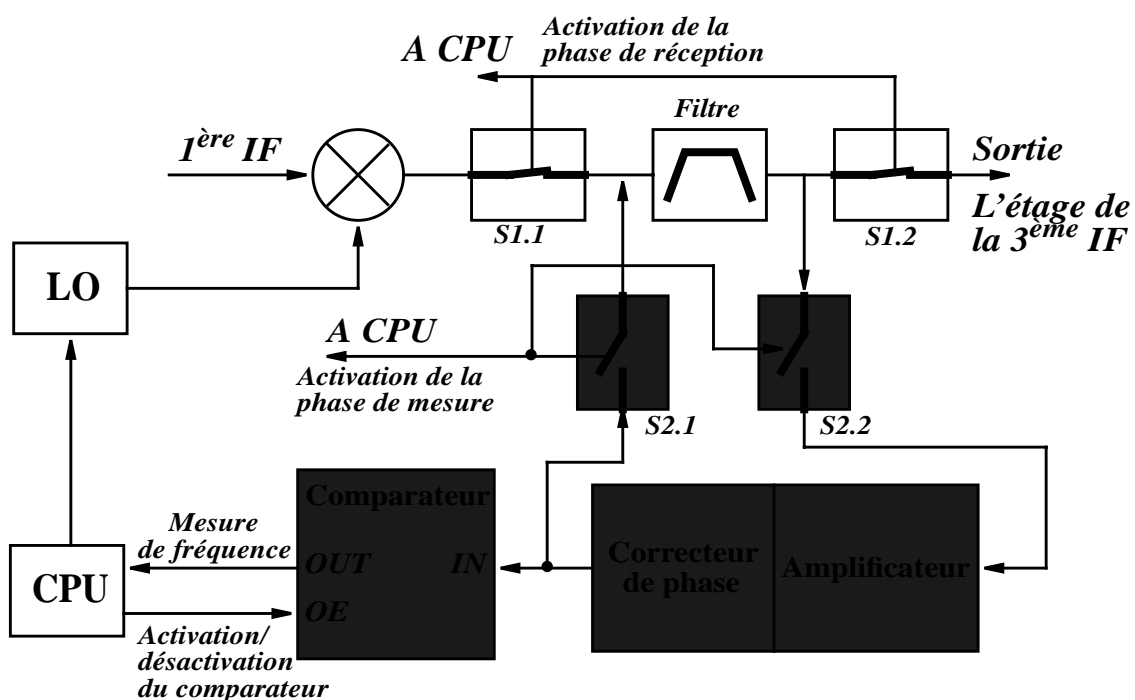 A CPU
Activation de la
phase de réception
Filtre
1ère IF
Sortie
S1.1
S1.2
L'étage de
la 3ème IF
LO
A CPU
Activation de la
phase de mesure
S2.1
S2.2
Comparateur
Mesure
de fréquence
OUT
IN
Correcteur
de phase
Amplificateur
CPU
OE
Activation/
désactivation
du comparateur